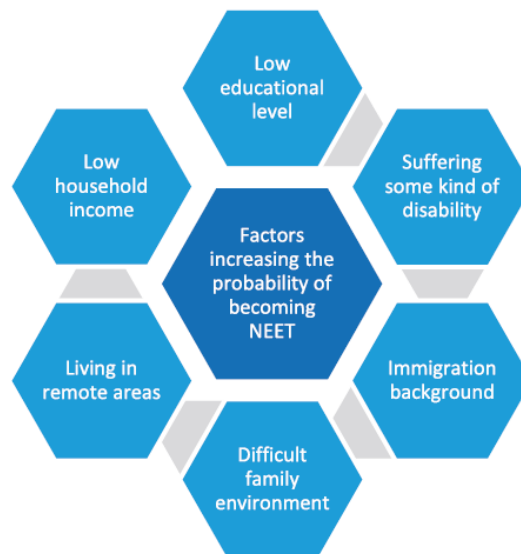 Low
educational
level
Suffering
some kind of
disability
Immigration
background
Difficult
family
environment
Living in
remote areas
Low
household
income
Factors
increasing the
probability of
becoming
NEET